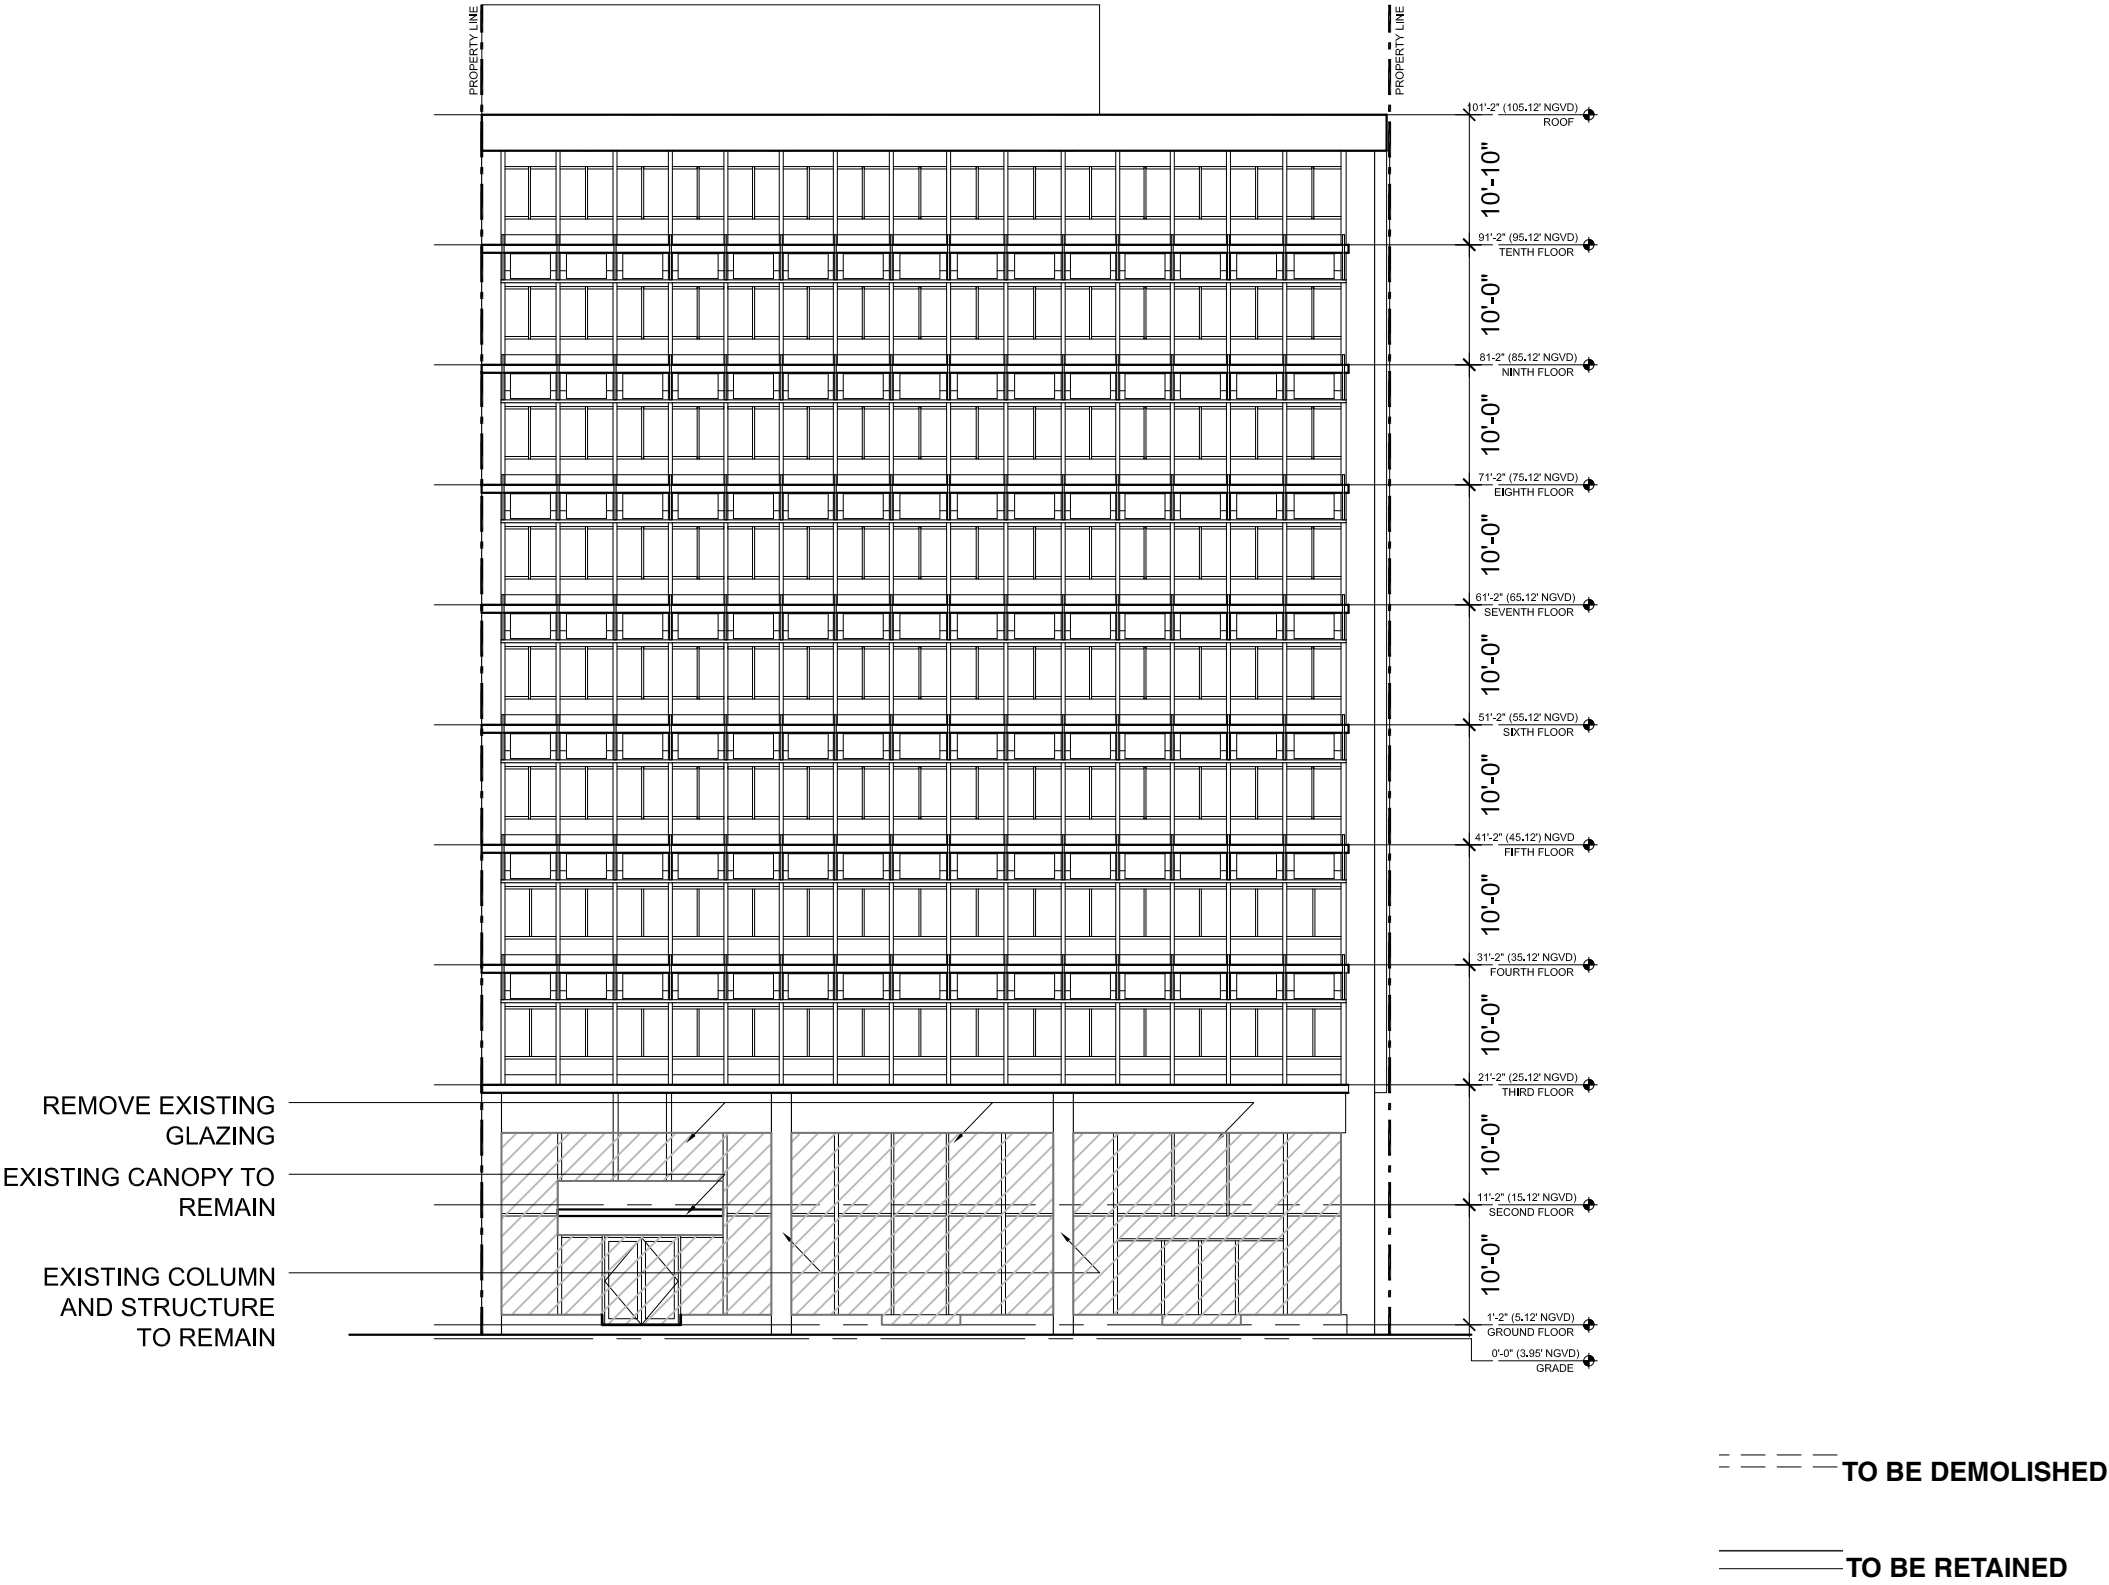 PROPERTY LINE
PROPERTY LINE
101'-2" (105.12' NGVD)
ROOF
10'-10"
91'-2" (95.12' NGVD)
TENTH FLOOR
10'-0"
81-2" (85.12' NGVD)
NINTH FLOOR
10'-0"
71'-2" (75.12' NGVD)
EIGHTH FLOOR
10'-0"
61'-2" (65.12' NGVD)
SEVENTH FLOOR
10'-0"
51'-2" (55.12' NGVD)
SIXTH FLOOR
10'-0"
41'-2" (45.12') NGVD
FIFTH FLOOR
10'-0"
31'-2" (35.12' NGVD)
FOURTH FLOOR
10'-0"
21'-2" (25.12' NGVD)
THIRD FLOOR
10'-0"
11'-2" (15.12' NGVD)
SECOND FLOOR
10'-0"
1'-2" (5.12' NGVD)
GROUND FLOOR
0'-0" (3.95' NGVD)
GRADE
REMOVE EXISTING
GLAZING
EXISTING CANOPY TO
REMAIN
EXISTING COLUMN
AND STRUCTURE
TO REMAIN
TO BE DEMOLISHED
TO BE RETAINED